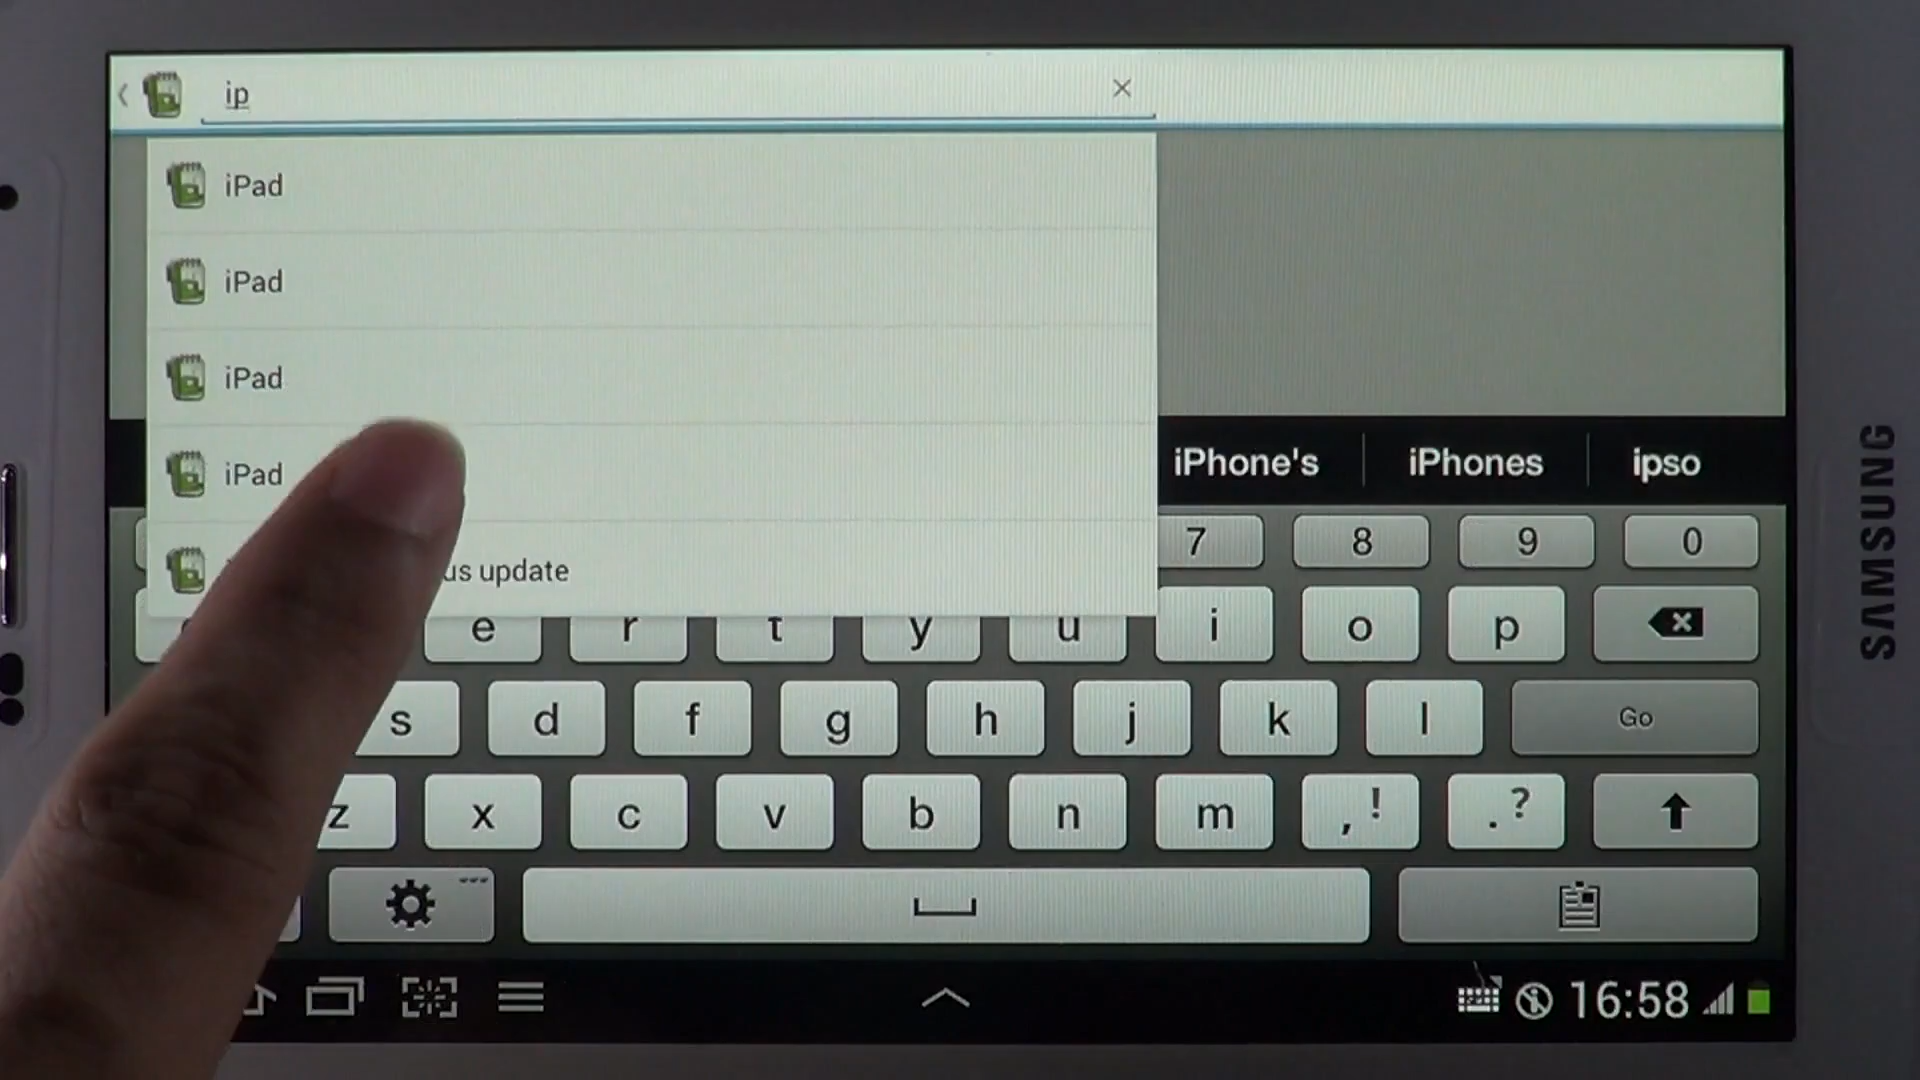 ip
iPad
iPad
iPad
iPad
us update
iPhone's iPhones ipso
7 8 9 0
e r t y u i o p
s d f g h j k l Go
z x c v b n m , ! . ?
16:58
SAMSUNG